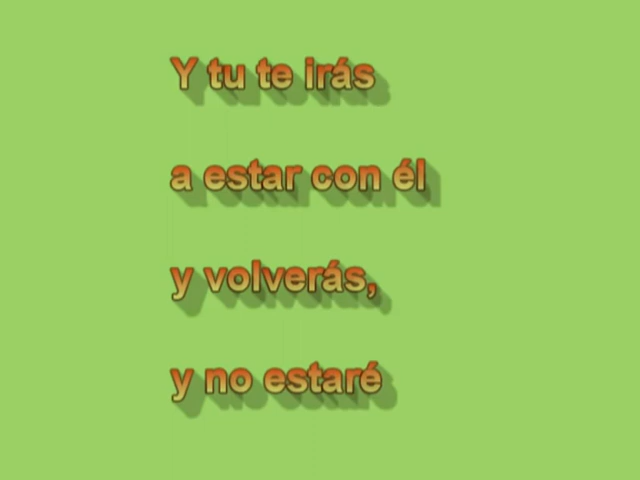 Y tu te irás
a estar con él
y volverás,
y no estaré